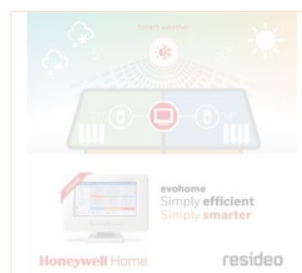 Smart weather
evohome
Simply efficient
Simply smarter
Honeywell Home
resideo